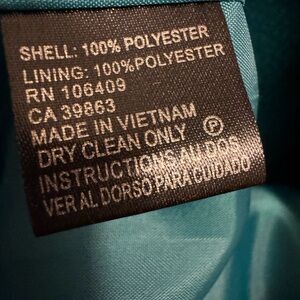 SHELL: 100% POLYESTER
LINING: 100%POLYESTER
RN 106409
CA 39863
MADE IN VIETNAM
DRY CLEAN ONLY Ⓟ
INSTRUCTIONS AU DOS
VER AL DORSO PARA CUIDADO